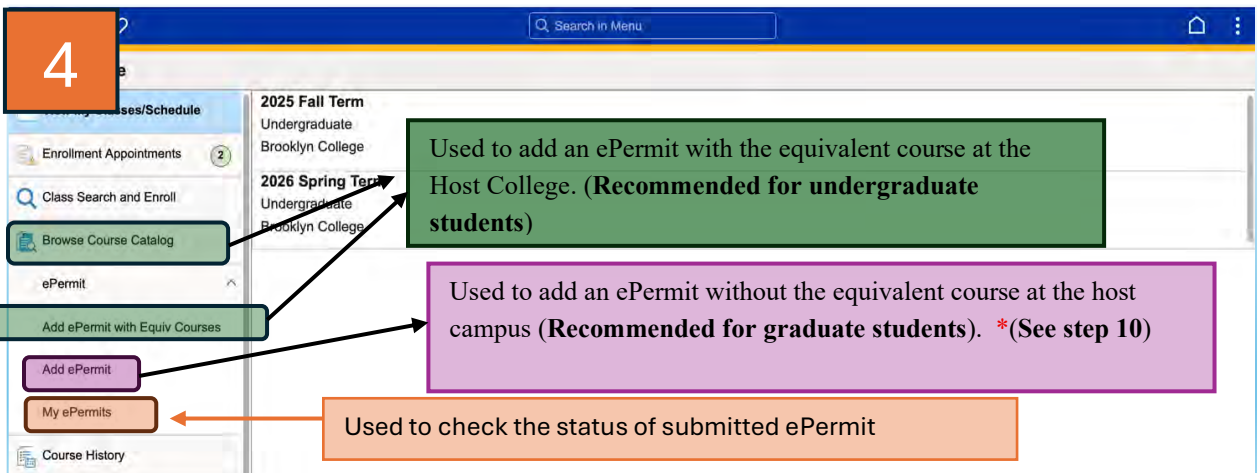 Search in Menu
4
Classes/Schedule
Enrollment Appointments 2
Class Search and Enroll
Browse Course Catalog
ePermit
Add ePermit with Equiv Courses
Add ePermit
My ePermits
Course History
2025 Fall Term
Undergraduate
Brooklyn College
2026 Spring Term
Undergraduate
Brooklyn College
Used to add an ePermit with the equivalent course at the
Host College. (Recommended for undergraduate
students)
Used to add an ePermit without the equivalent course at the host
campus (Recommended for graduate students). *(See step 10)
Used to check the status of submitted ePermit